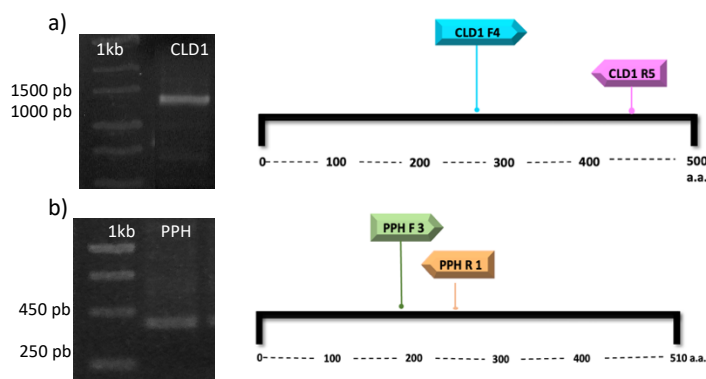 a)
1kb CLD1
1500 pb
1000 pb
CLD1 F4
CLD1 R5
0 100 200 300 400 500
a.a.
b)
1kb PPH
450 pb
250 pb
PPH F 3
PPH R 1
0 100 200 300 400 510 a.a.